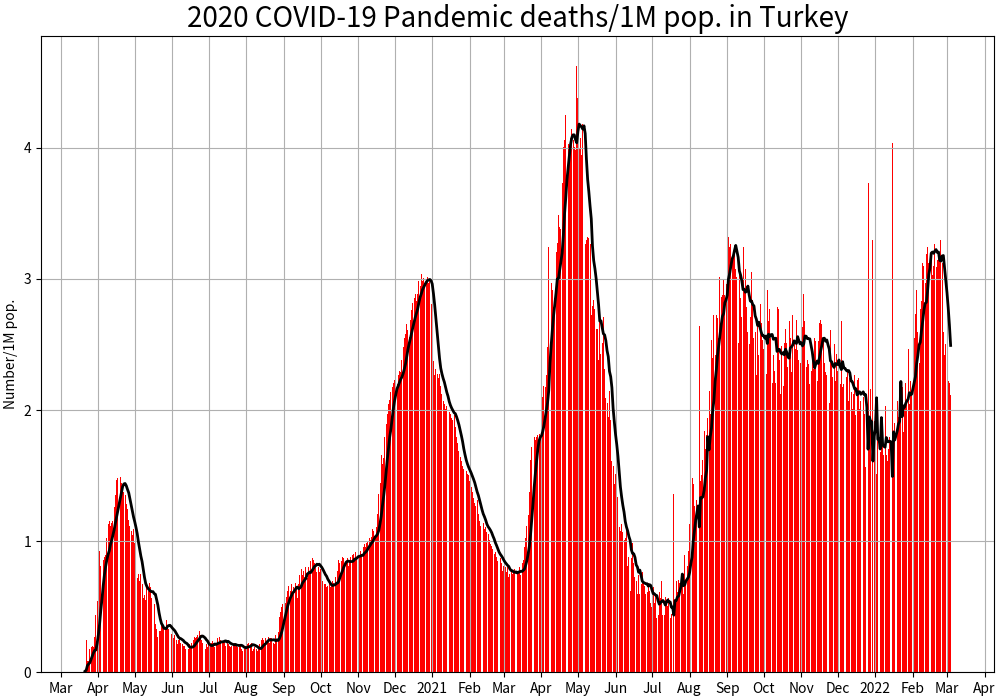 2020 COVID-19 Pandemic deaths/1M pop. in Turkey
Number/1M pop.
4
3
2
1
0
Mar Apr May Jun Jul Aug Sep Oct Nov Dec 2021 Feb Mar Apr May Jun Jul Aug Sep Oct Nov Dec 2022 Feb Mar Apr